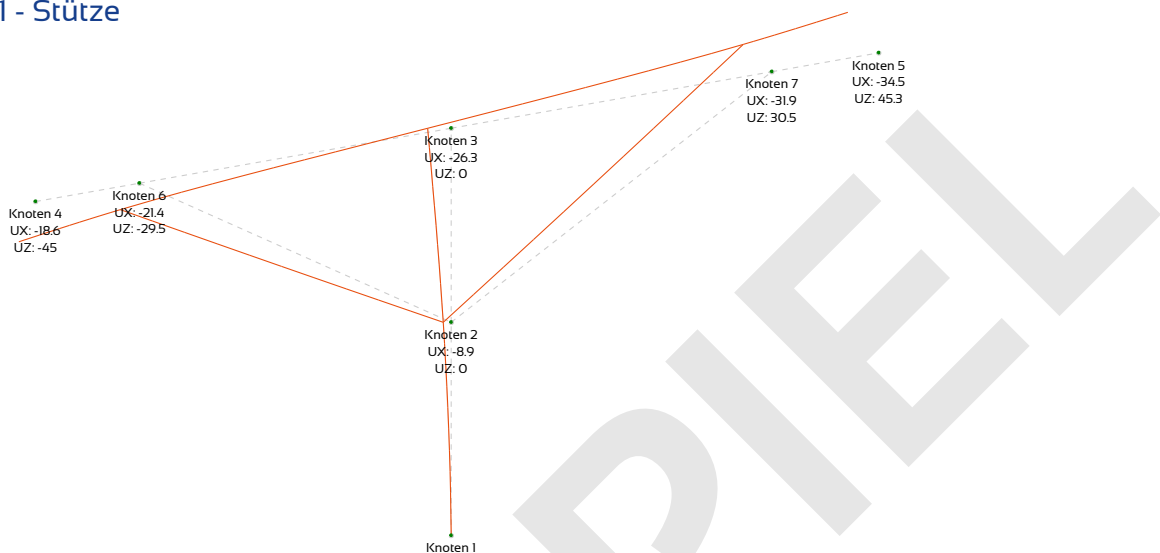 1 - Stütze
Knoten 5
UX: -34.5
UZ: 45.3
Knoten 7
UX: -31.9
UZ: 30.5
Knoten 3
UX: -26.3
UZ: 0
Knoten 6
UX: -21.4
UZ: -29.5
Knoten 4
UX: -18.6
UZ: -45
Knoten 2
UX: -8.9
UZ: 0
Knoten 1
PIEL